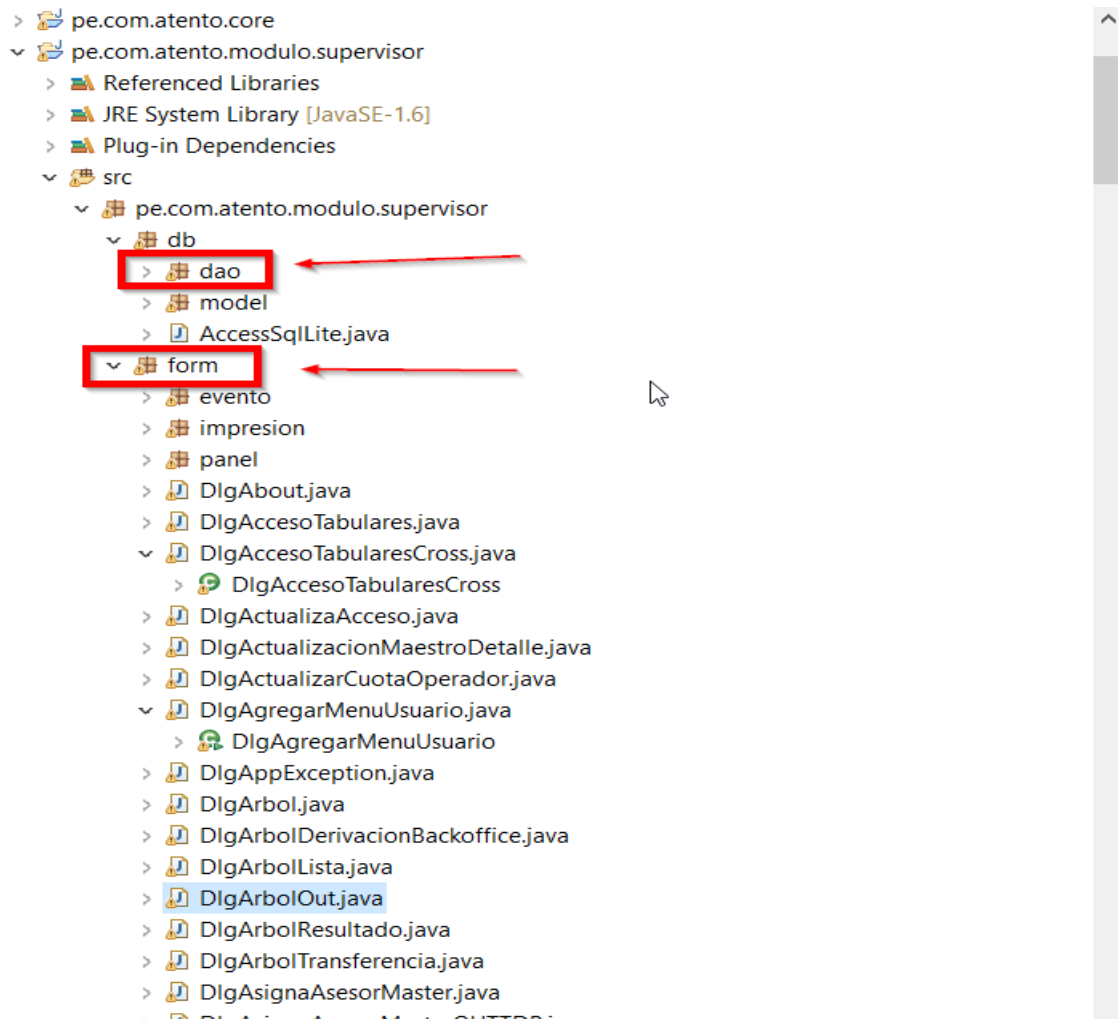 pe.com.atento.core
pe.com.atento.modulo.supervisor
Referenced Libraries
JRE System Library [JavaSE-1.6]
Plug-in Dependencies
src
pe.com.atento.modulo.supervisor
db
dao
model
AccessSqlLite.java
form
evento
impresion
panel
DlgAbout.java
DlgAccesoTabulares.java
DlgAccesoTabularesCross.java
DlgAccesoTabularesCross
DlgActualizaAcceso.java
DlgActualizacionMaestroDetalle.java
DlgActualizarCuotaOperador.java
DlgAgregarMenuUsuario.java
DlgAgregarMenuUsuario
DlgAppException.java
DlgArbol.java
DlgArbolDerivacionBackoffice.java
DlgArbolLista.java
DlgArbolOut.java
DlgArbolResultado.java
DlgArbolTransferencia.java
DlgAsignaAsesorMaster.java